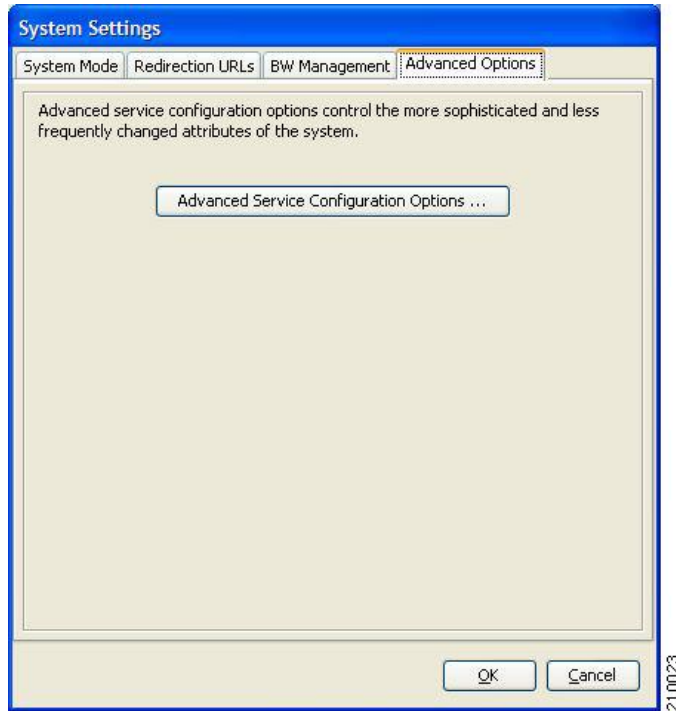 System Settings
System Mode Redirection URLs BW Management Advanced Options
Advanced service configuration options control the more sophisticated and less
frequently changed attributes of the system.
Advanced Service Configuration Options ...
OK Cancel
210023